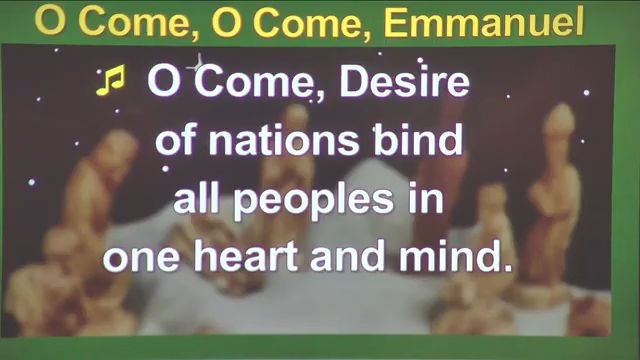 O Come, O Come, Emmanuel
O Come, Desire
of nations bind
all peoples in
one heart and mind.